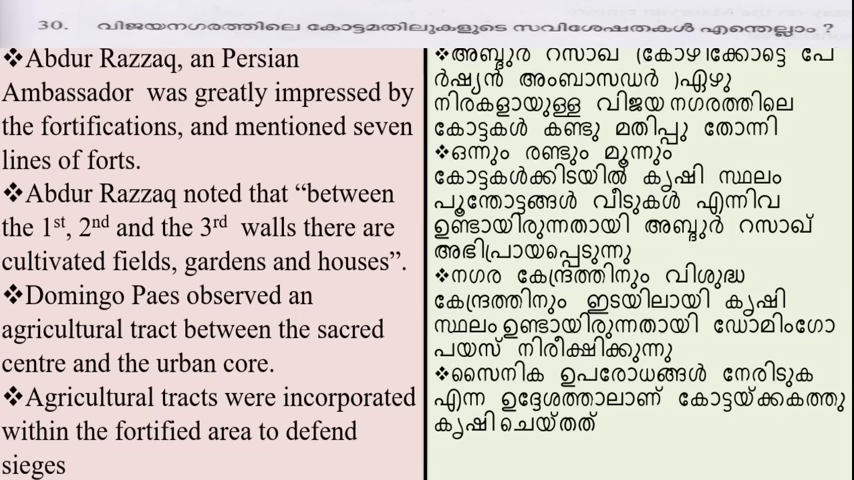 30. വിജയനഗരത്തിലെ കോട്ടമതിലുകളുടെ സവിശേഷതകൾ എന്തെല്ലാം ?
❖Abdur Razzaq, an Persian
Ambassador was greatly impressed by
the fortifications, and mentioned seven
lines of forts.
❖Abdur Razzaq noted that “between
the 1st, 2nd and the 3rd walls there are
cultivated fields, gardens and houses”.
❖Domingo Paes observed an
agricultural tract between the sacred
centre and the urban core.
❖Agricultural tracts were incorporated
within the fortified area to defend
sieges
❖അബ്ദുർ റസാഖ് (കോഴിക്കോട്ടെ പേ
ർഷ്യൻ അംബാസഡർ )ഏഴു
നിരകളായുള്ള വിജയ നഗരത്തിലെ
കോട്ടകൾ കണ്ടു മതിപ്പു തോന്നി
❖ഒന്നും രണ്ടും മൂന്നും
കോട്ടകൾക്കിടയിൽ കൃഷി സ്ഥലം
പൂന്തോട്ടങ്ങൾ വീടുകൾ എന്നിവ
ഉണ്ടായിരുന്നതായി അബ്ദുർ റസാഖ്
അഭിപ്രായപ്പെടുന്നു
❖നഗര കേന്ദ്രത്തിനും വിശുദ്ധ
കേന്ദ്രത്തിനും ഇടയിലായി കൃഷി
സ്ഥലം ഉണ്ടായിരുന്നതായി ഡോമിംഗോ
പയസ് നിരീക്ഷിക്കുന്നു
❖സൈനിക ഉപരോധങ്ങൾ നേരിടുക
എന്ന ഉദ്ദേശത്താലാണ് കോട്ടയ്ക്കകത്തു
കൃഷി ചെയ്തത്